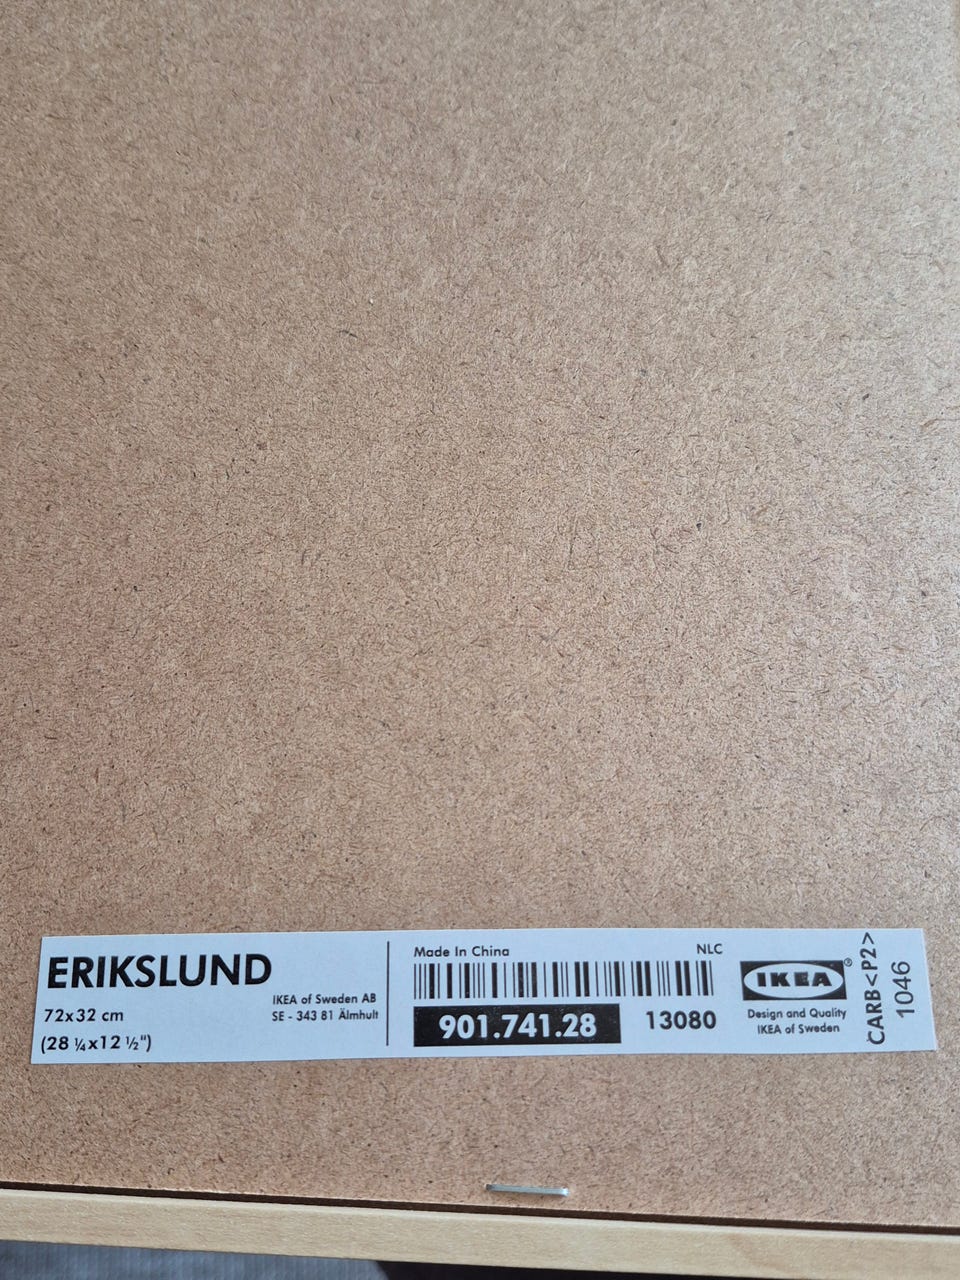 ERIKSLUND
72x32 cm
(28 ¼x12 ½")
IKEA of Sweden AB
SE - 343 81 Älmhult
Made In China
NLC
901.741.28
13080
IKEA®
Design and Quality
IKEA of Sweden
CARB<P2>
1046